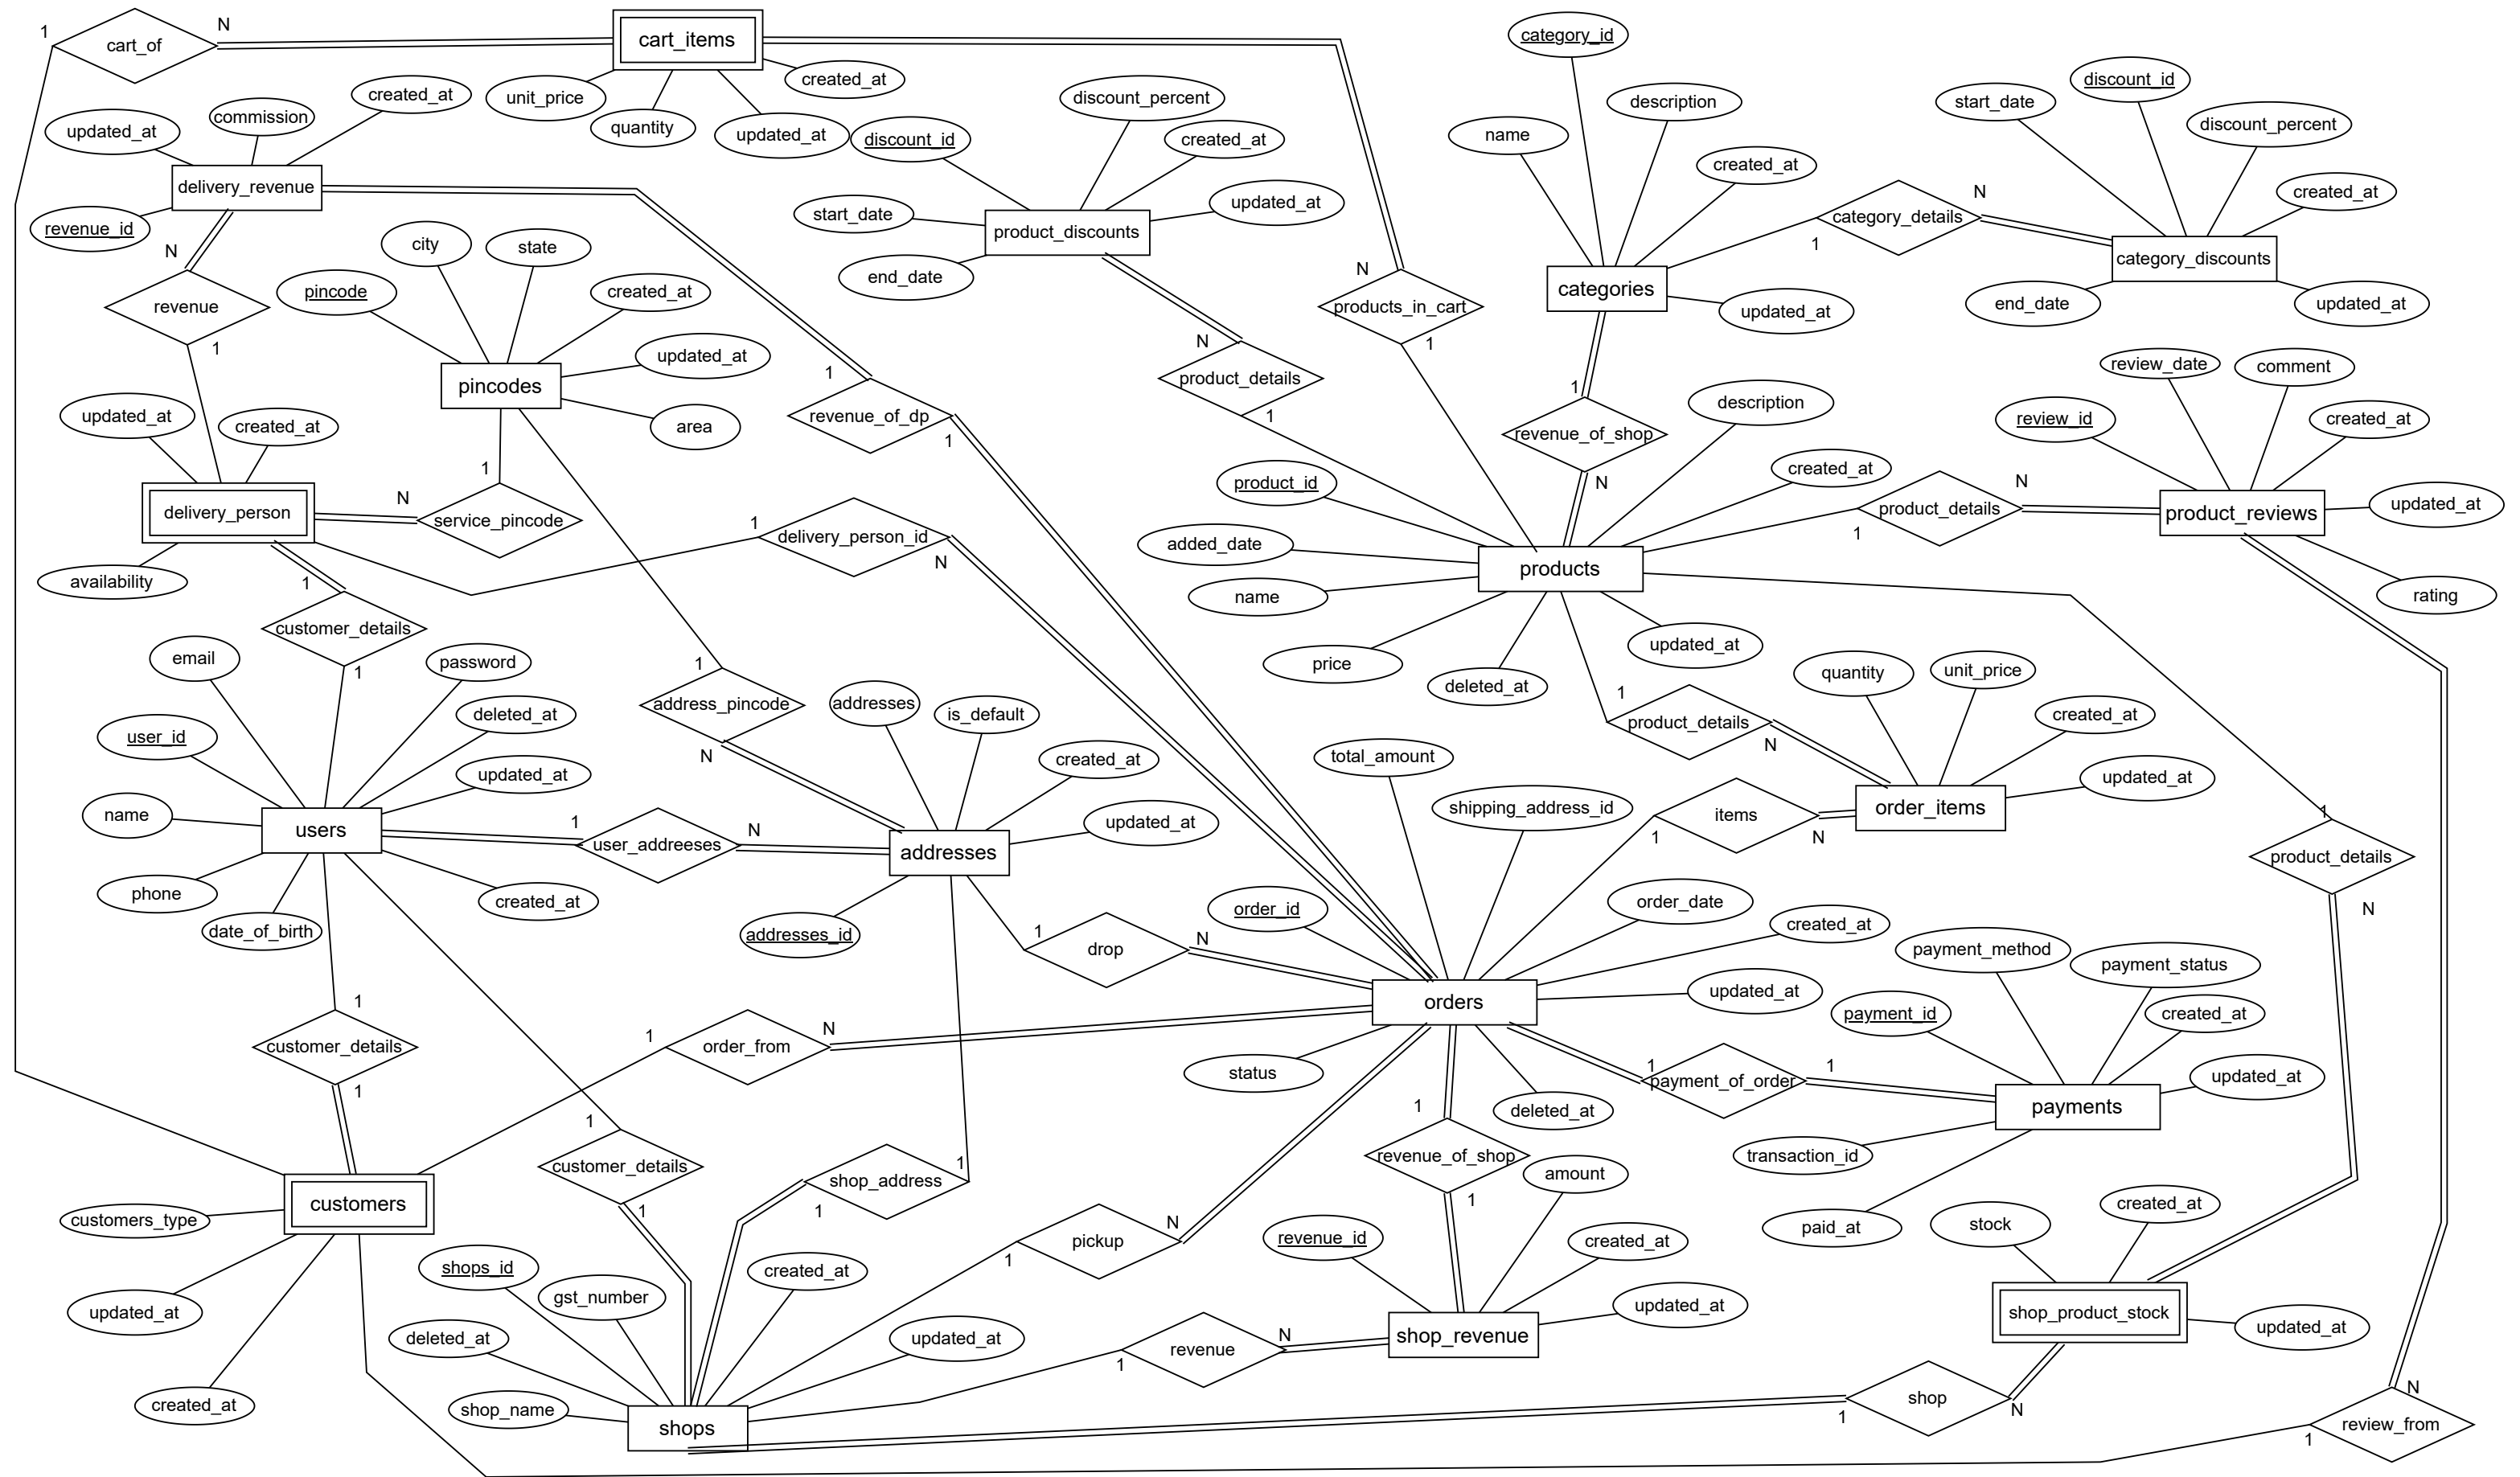 1
cart_of
N
cart_items
unit_price
quantity
updated_at
created_at
category_id
name
description
created_at
updated_at
categories
start_date
discount_id
discount_percent
created_at
updated_at
end_date
category_discounts
1
category_details
N
updated_at
commission
created_at
delivery_revenue
revenue_id
N
revenue
1
discount_id
discount_percent
created_at
updated_at
start_date
end_date
product_discounts
N
product_details
1
N
products_in_cart
1
city
state
pincode
created_at
updated_at
area
pincodes
1
revenue_of_dp
1
1
revenue_of_shop
N
review_date
comment
review_id
created_at
updated_at
rating
product_reviews
1
product_details
N
updated_at
created_at
delivery_person
availability
N
service_pincode
1
1
delivery_person_id
N
1
customer_details
1
description
product_id
created_at
added_date
name
price
deleted_at
updated_at
products
1
address_pincode
N
email
password
user_id
deleted_at
updated_at
name
phone
date_of_birth
created_at
users
1
user_addreeses
N
addresses
is_default
created_at
updated_at
addresses_id
addresses
1
product_details
N
quantity
unit_price
created_at
updated_at
order_items
1
items
N
1
product_details
N
total_amount
shipping_address_id
order_id
order_date
created_at
updated_at
status
deleted_at
orders
1
drop
N
1
customer_details
1
1
order_from
N
1
payment_of_order
1
payment_method
payment_status
payment_id
created_at
updated_at
transaction_id
paid_at
payments
1
customer_details
1
1
shop_address
1
1
revenue_of_shop
1
customers
customers_type
updated_at
created_at
1
pickup
N
amount
revenue_id
created_at
updated_at
shop_revenue
stock
created_at
updated_at
shop_product_stock
shops_id
gst_number
created_at
deleted_at
updated_at
shop_name
shops
1
revenue
N
1
shop
N
N
review_from
1